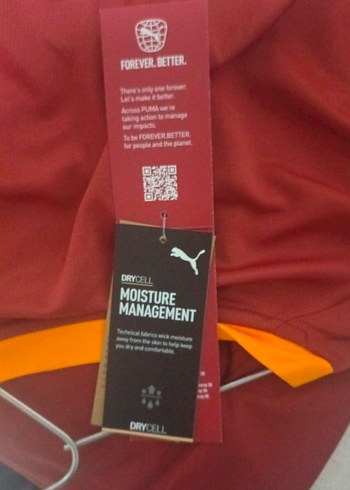 FOREVER. BETTER.
There's only one forever.
Let's make it better.
Across PUMA we're
taking action to manage
our impacts.
To be FOREVER.BETTER.
for people and the planet.
DRYCELL
MOISTURE
MANAGEMENT
Technical fabrics wick moisture
away from the skin to help keep
you dry and comfortable.
DRYCELL